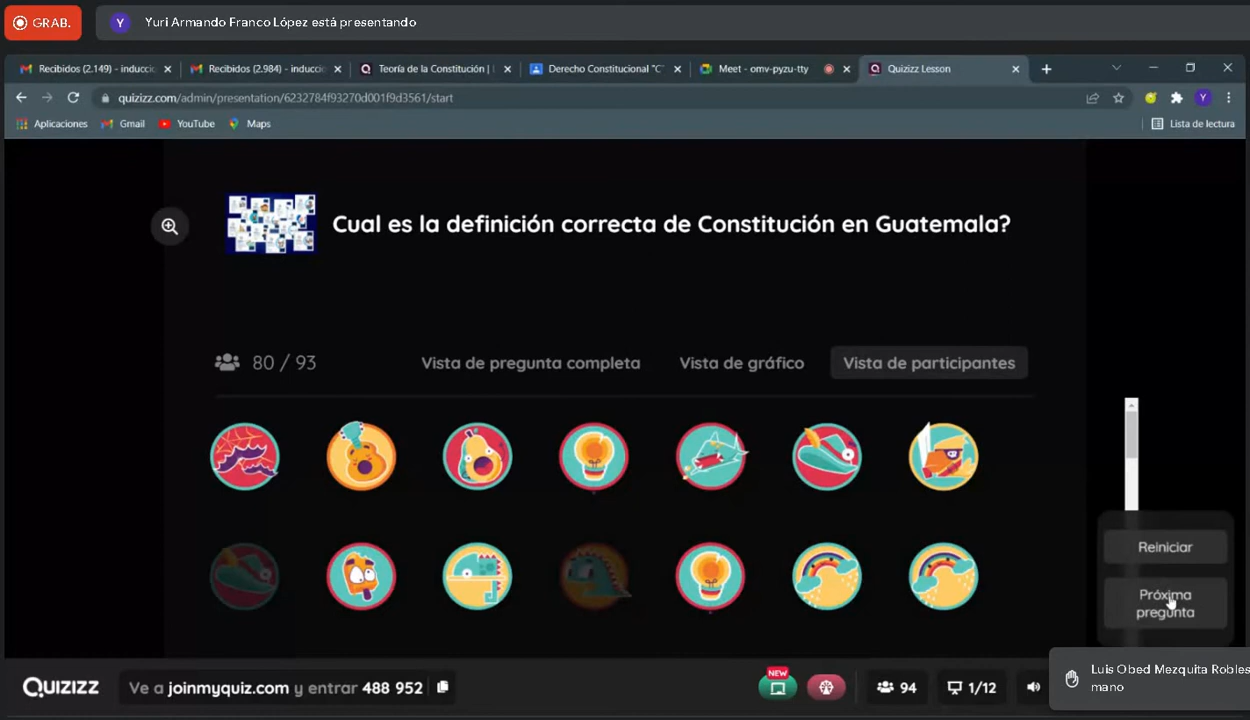 GRAB.
Y
Yuri Armando Franco López está presentando
Recibidos (2.149) - inducci
Recibidos (2.984) - inducci
Teoría de la Constitución |
Derecho Constitucional "C"
Meet - omv-pyzu-tty
Quizizz Lesson
quizizz.com/admin/presentation/6232784f93270d001f9d3561/start
Y
Aplicaciones
Gmail
YouTube
Maps
Lista de lectura
Cual es la definición correcta de Constitución en Guatemala?
80 / 93
Vista de pregunta completa
Vista de gráfico
Vista de participantes
Reiniciar
Próxima
pregunta
QUIZIZZ
Ve a joinmyquiz.com y entrar 488 952
NEW
94
1/12
Luis Obed Mezquita Robles
mano